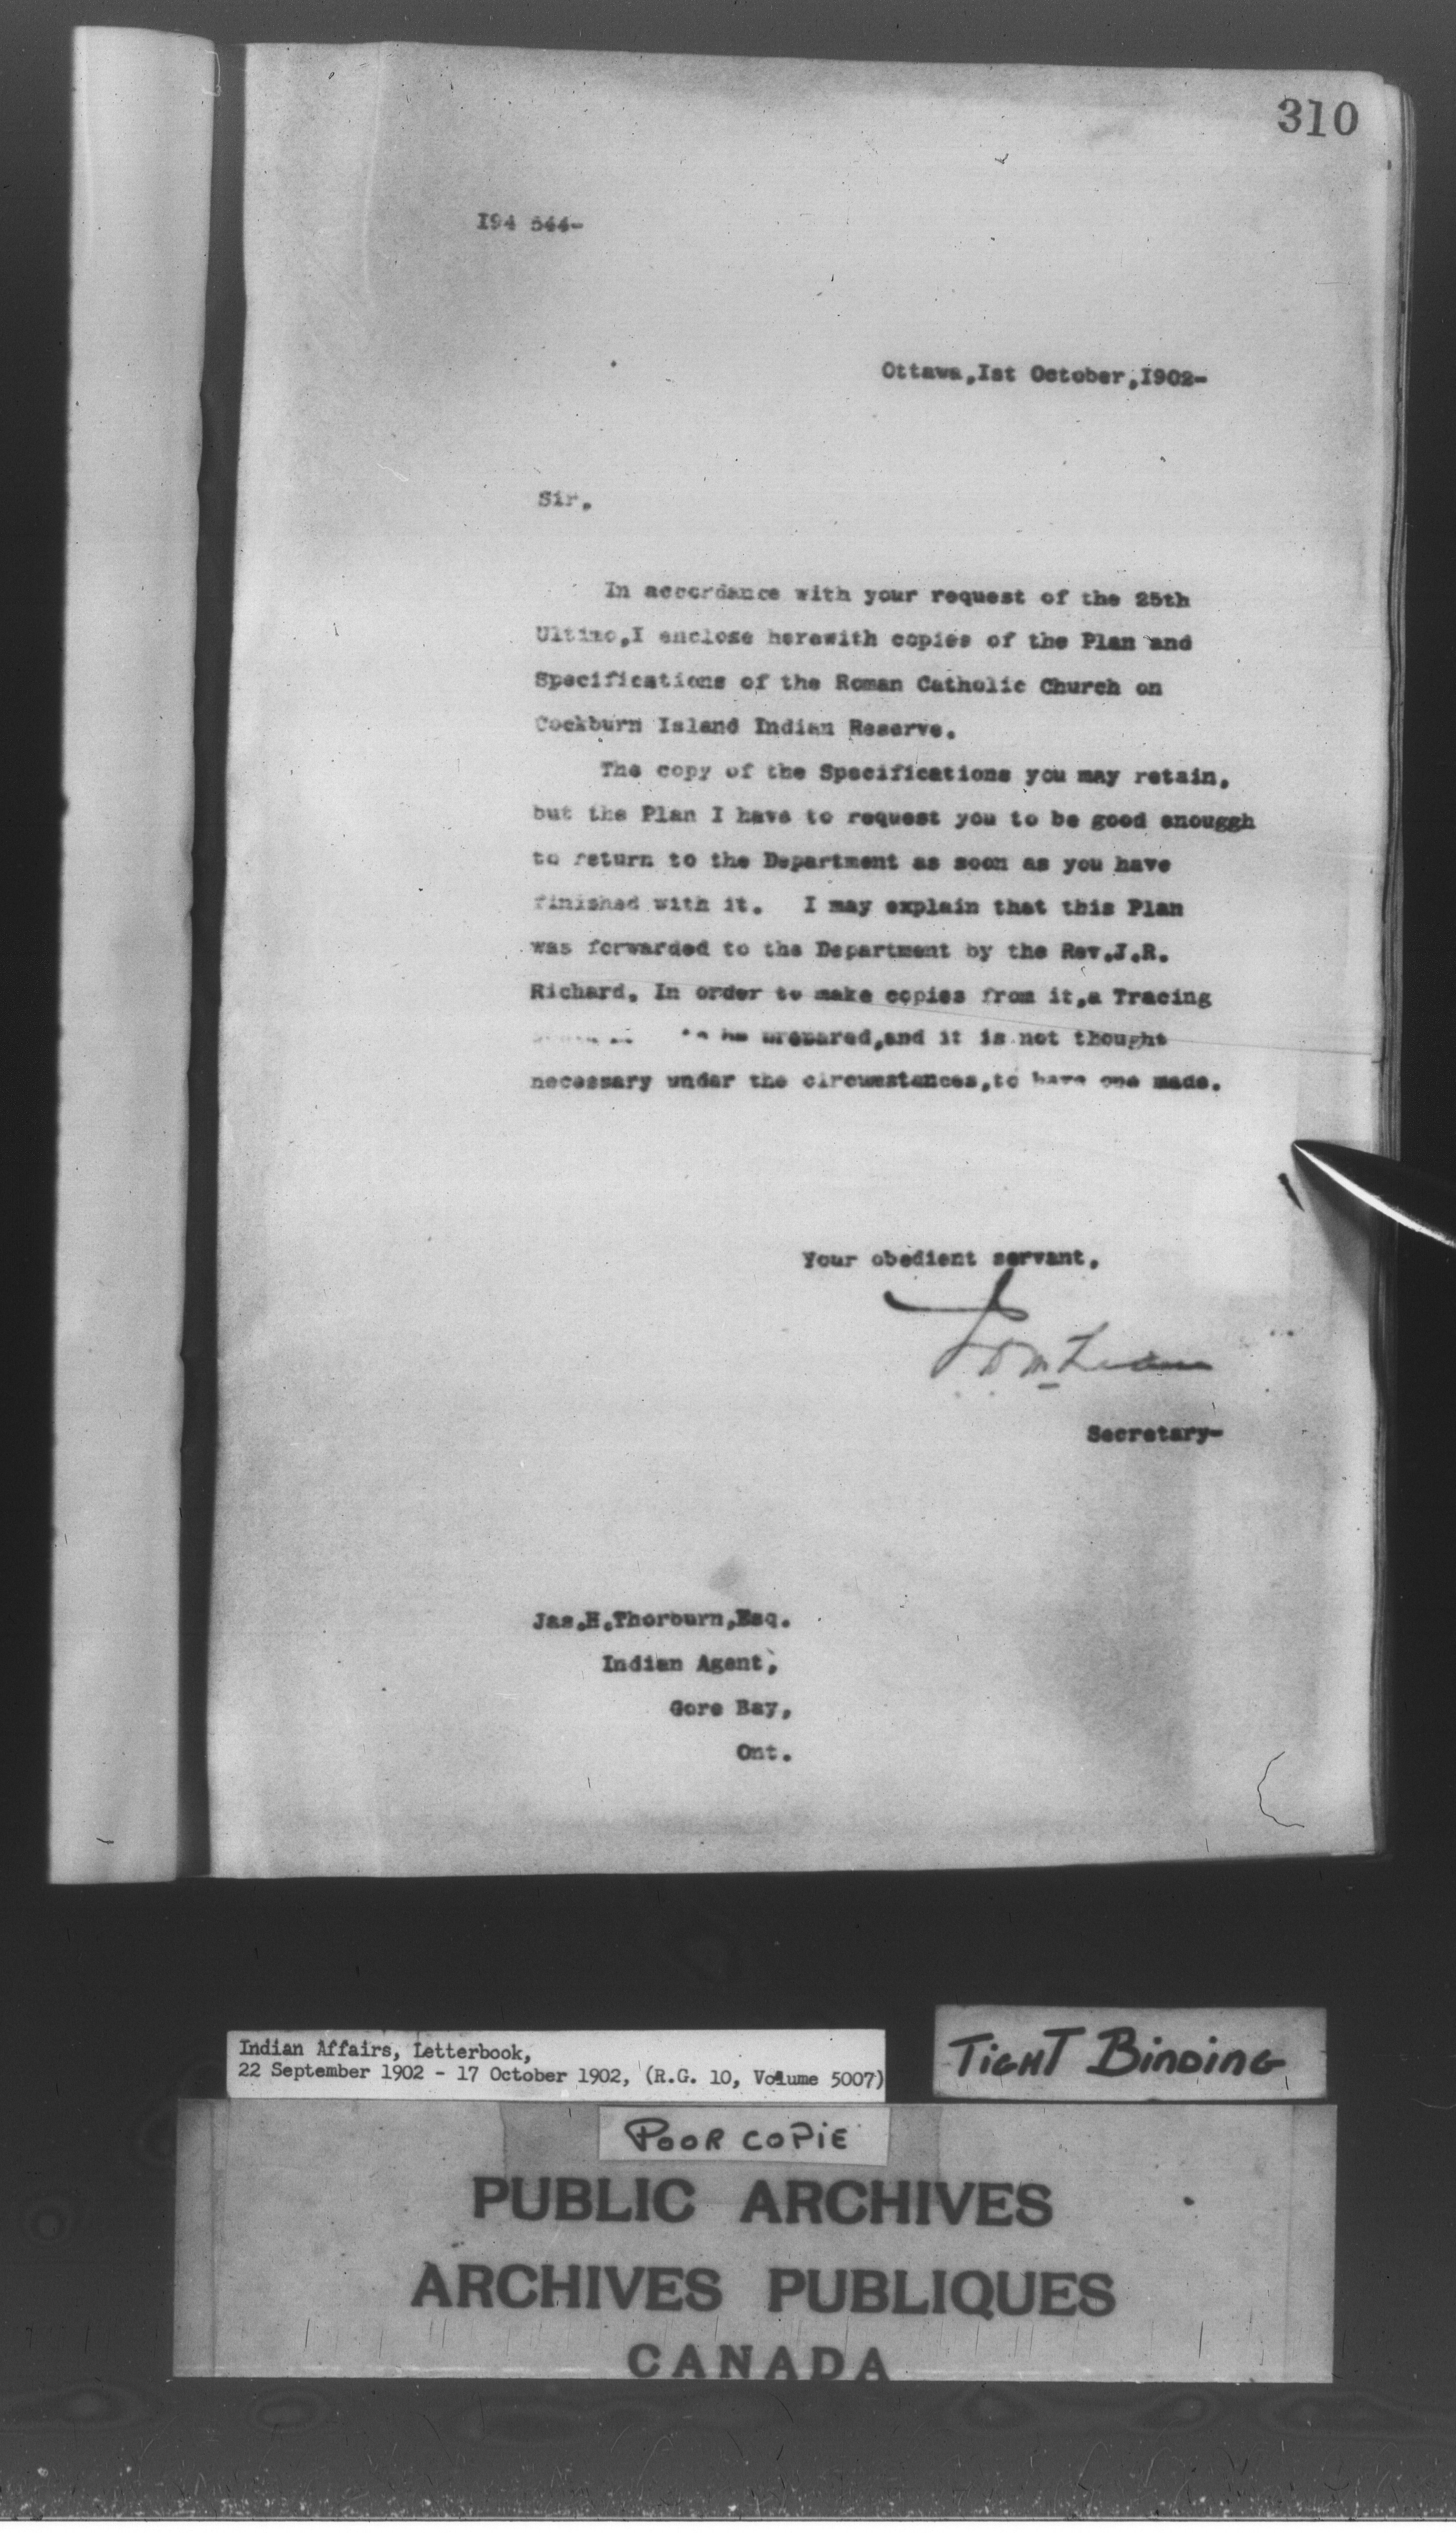 310
I94 544-
Ottawa,Ist October,I902-
Sir,
In accordance with your request of the 25th
Ultimo,I enclose herewith copies of the Plan and
Specifications of the Roman Catholic Church on
Cockburn Island Indian Reserve.
The copy of the Specifications you may retain,
but the Plan I have to request you to be good enouggh
to return to the Department as soon as you have
finished with it. I may explain that this Plan
was forwarded to the Department by the Rev.J.R.
Richard. In order to make copies from it,a Tracing
to be prepared,and it is not thought
necessary under the circumstances,to have one made.
Your obedient servant,
J D McLean
Secretary-
Jas.H.Thorburn,Esq.
Indian Agent,
Gore Bay,
Ont.
Indian Affairs, Letterbook,
22 September 1902 - 17 October 1902, (R.G. 10, Volume 5007)
TIGHT BINDING
POOR COPIE
PUBLIC ARCHIVES
ARCHIVES PUBLIQUES
CANADA